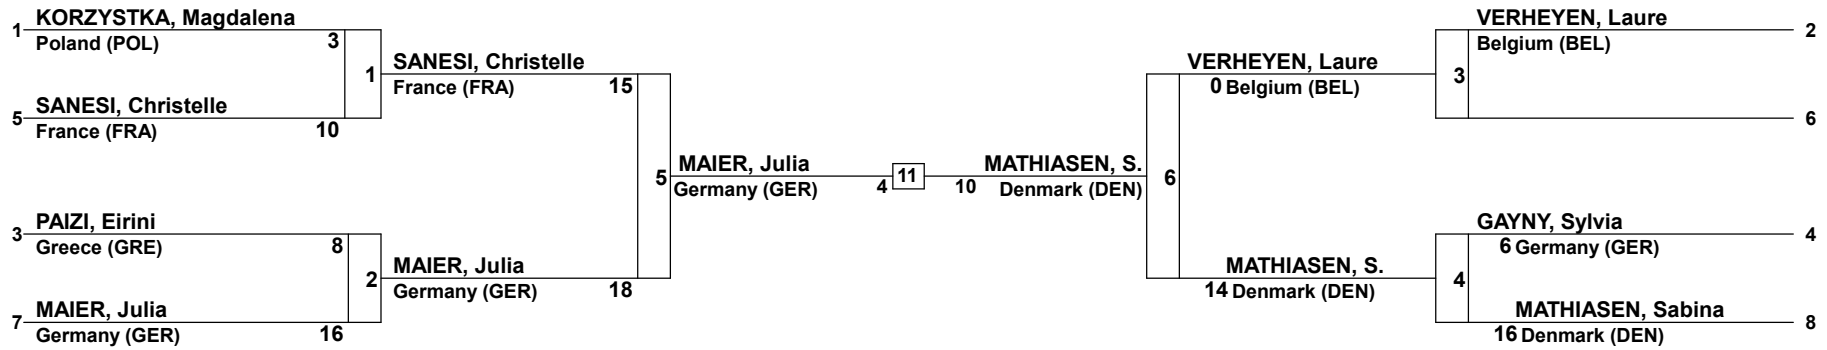 1 KORZYSTKA, Magdalena
Poland (POL) 3
5 SANESI, Christelle
France (FRA) 10
1
SANESI, Christelle
France (FRA) 15
3 PAIZI, Eirini
Greece (GRE) 8
7 MAIER, Julia
Germany (GER) 16
2
MAIER, Julia
Germany (GER) 18
5
MAIER, Julia
Germany (GER) 4
11
MATHIASEN, S.
10 Denmark (DEN)
6
VERHEYEN, Laure
0 Belgium (BEL)
MATHIASEN, S.
14 Denmark (DEN)
3
VERHEYEN, Laure 2
Belgium (BEL)
6
4
GAYNY, Sylvia 4
6 Germany (GER)
MATHIASEN, Sabina 8
16 Denmark (DEN)